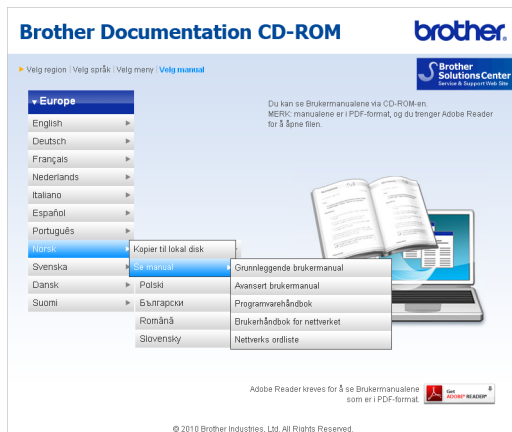 Brother Documentation CD-ROM
brother.
Velg region | Velg språk | Velg meny | Velg manual
Brother
Solutions Center
Service & Support Web Site
Europe
Du kan se Brukermanualene via CD-ROM-en.
MERK: manualene er i PDF-format, og du trenger Adobe Reader
for å åpne filen.
English
Deutsch
Français
Nederlands
Italiano
Español
Português
Norsk
Kopier til lokal disk
Svenska
Se manual
Grunnleggende brukermanual
Dansk
Polski
Avansert brukermanual
Suomi
Български
Programvarehåndbok
Română
Brukerhåndbok for nettverket
Slovensky
Nettverks ordliste
Adobe Reader kreves for å se Brukermanualene
som er i PDF-format.
Get
ADOBE® READER®
© 2010 Brother Industries, Ltd. All Rights Reserved.